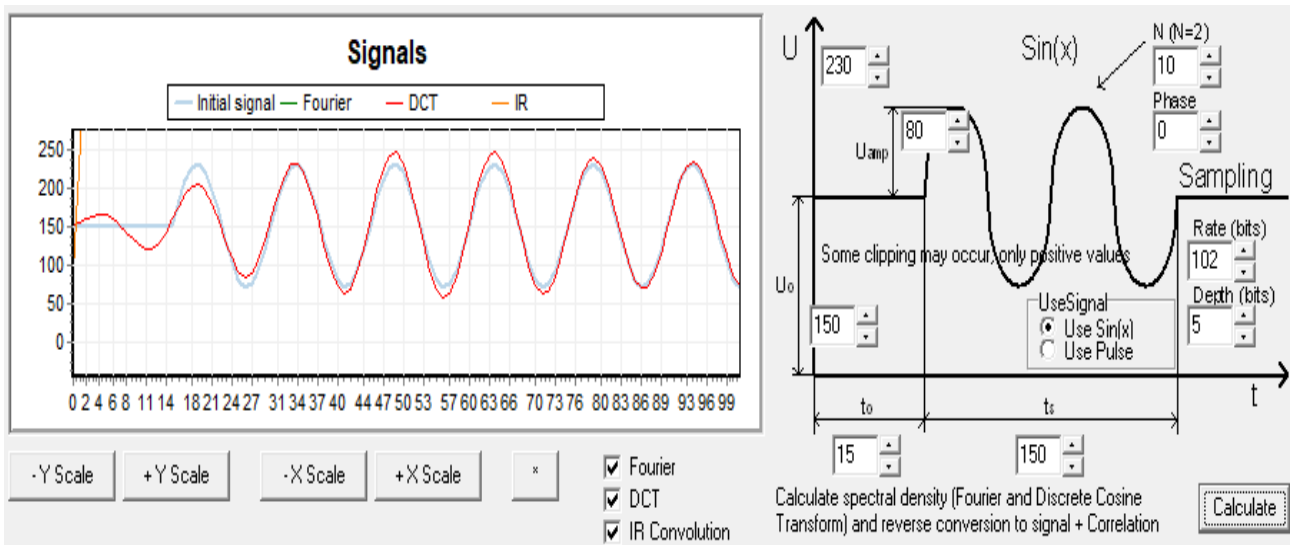 Signals
Initial signal Fourier DCT IR
250
200
150
100
50
0
0 2 4 6 8 11 14 18 21 24 27 31 34 37 40 44 47 50 53 57 60 63 66 70 73 76 80 83 86 89 93 96 99
-Y Scale +Y Scale -X Scale +X Scale *
Fourier
DCT
IR Convolution
U
230
Sin(x)
N (N=2)
10
Phase
0
Uamp
80
Sampling
Rate (bits)
102
Depth (bits)
5
Some clipping may occur, only positive values
Uo
150
UseSignal
Use Sin(x)
Use Pulse
t
to
ts
15
150
Calculate spectral density (Fourier and Discrete Cosine
Transform) and reverse conversion to signal + Correlation
Calculate